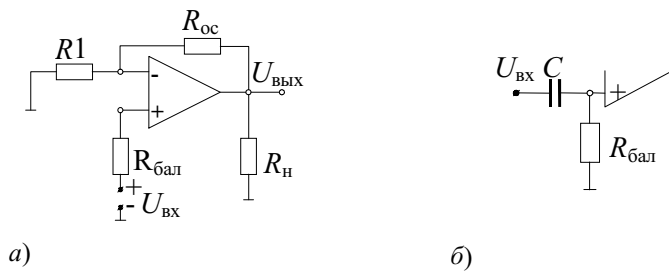 Rос
R1
-
Uвых
Uвх C
+
+
Rбал
Rбал
Rн
+
- Uвх
а)
б)